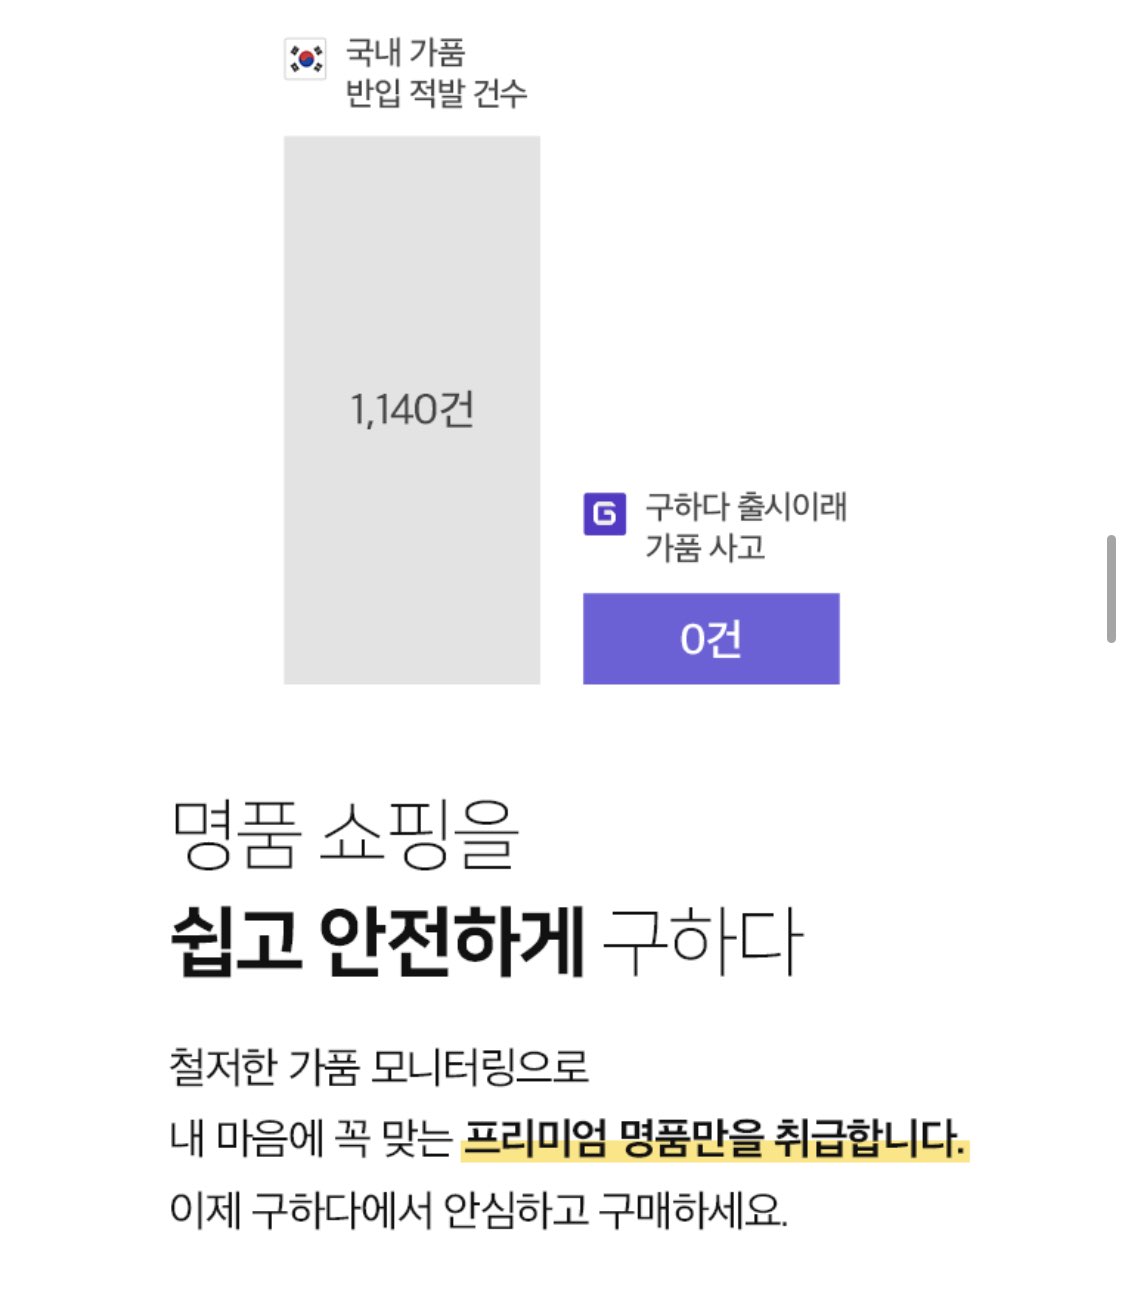 국내 가품
반입 적발 건수
1,140건
G 구하다 출시이래
가품 사고
0건
명품 쇼핑을
쉽고 안전하게 구하다
철저한 가품 모니터링으로
내 마음에 꼭 맞는 프리미엄 명품만을 취급합니다.
이제 구하다에서 안심하고 구매하세요.